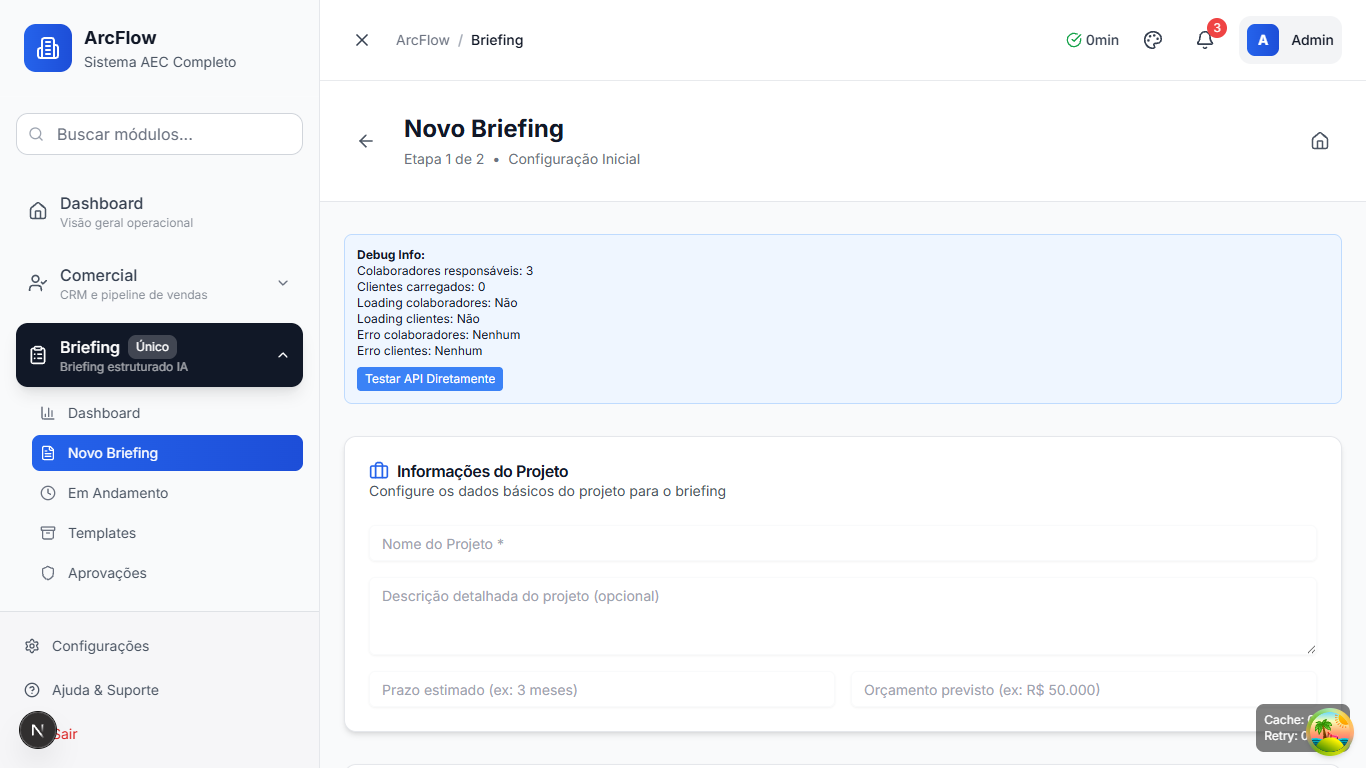 ArcFlow
Sistema AEC Completo
Buscar módulos...
Dashboard
Visão geral operacional
Comercial
CRM e pipeline de vendas
Briefing Único
Briefing estruturado IA
Dashboard
Novo Briefing
Em Andamento
Templates
Aprovações
Configurações
Ajuda & Suporte
N
Sair
ArcFlow / Briefing
0min
3
A
Admin
Novo Briefing
Etapa 1 de 2 • Configuração Inicial
Debug Info:
Colaboradores responsáveis: 3
Clientes carregados: 0
Loading colaboradores: Não
Loading clientes: Não
Erro colaboradores: Nenhum
Erro clientes: Nenhum
Testar API Diretamente
Informações do Projeto
Configure os dados básicos do projeto para o briefing
Nome do Projeto *
Descrição detalhada do projeto (opcional)
Prazo estimado (ex: 3 meses)
Orçamento previsto (ex: R$ 50.000)
Cache:
Retry: